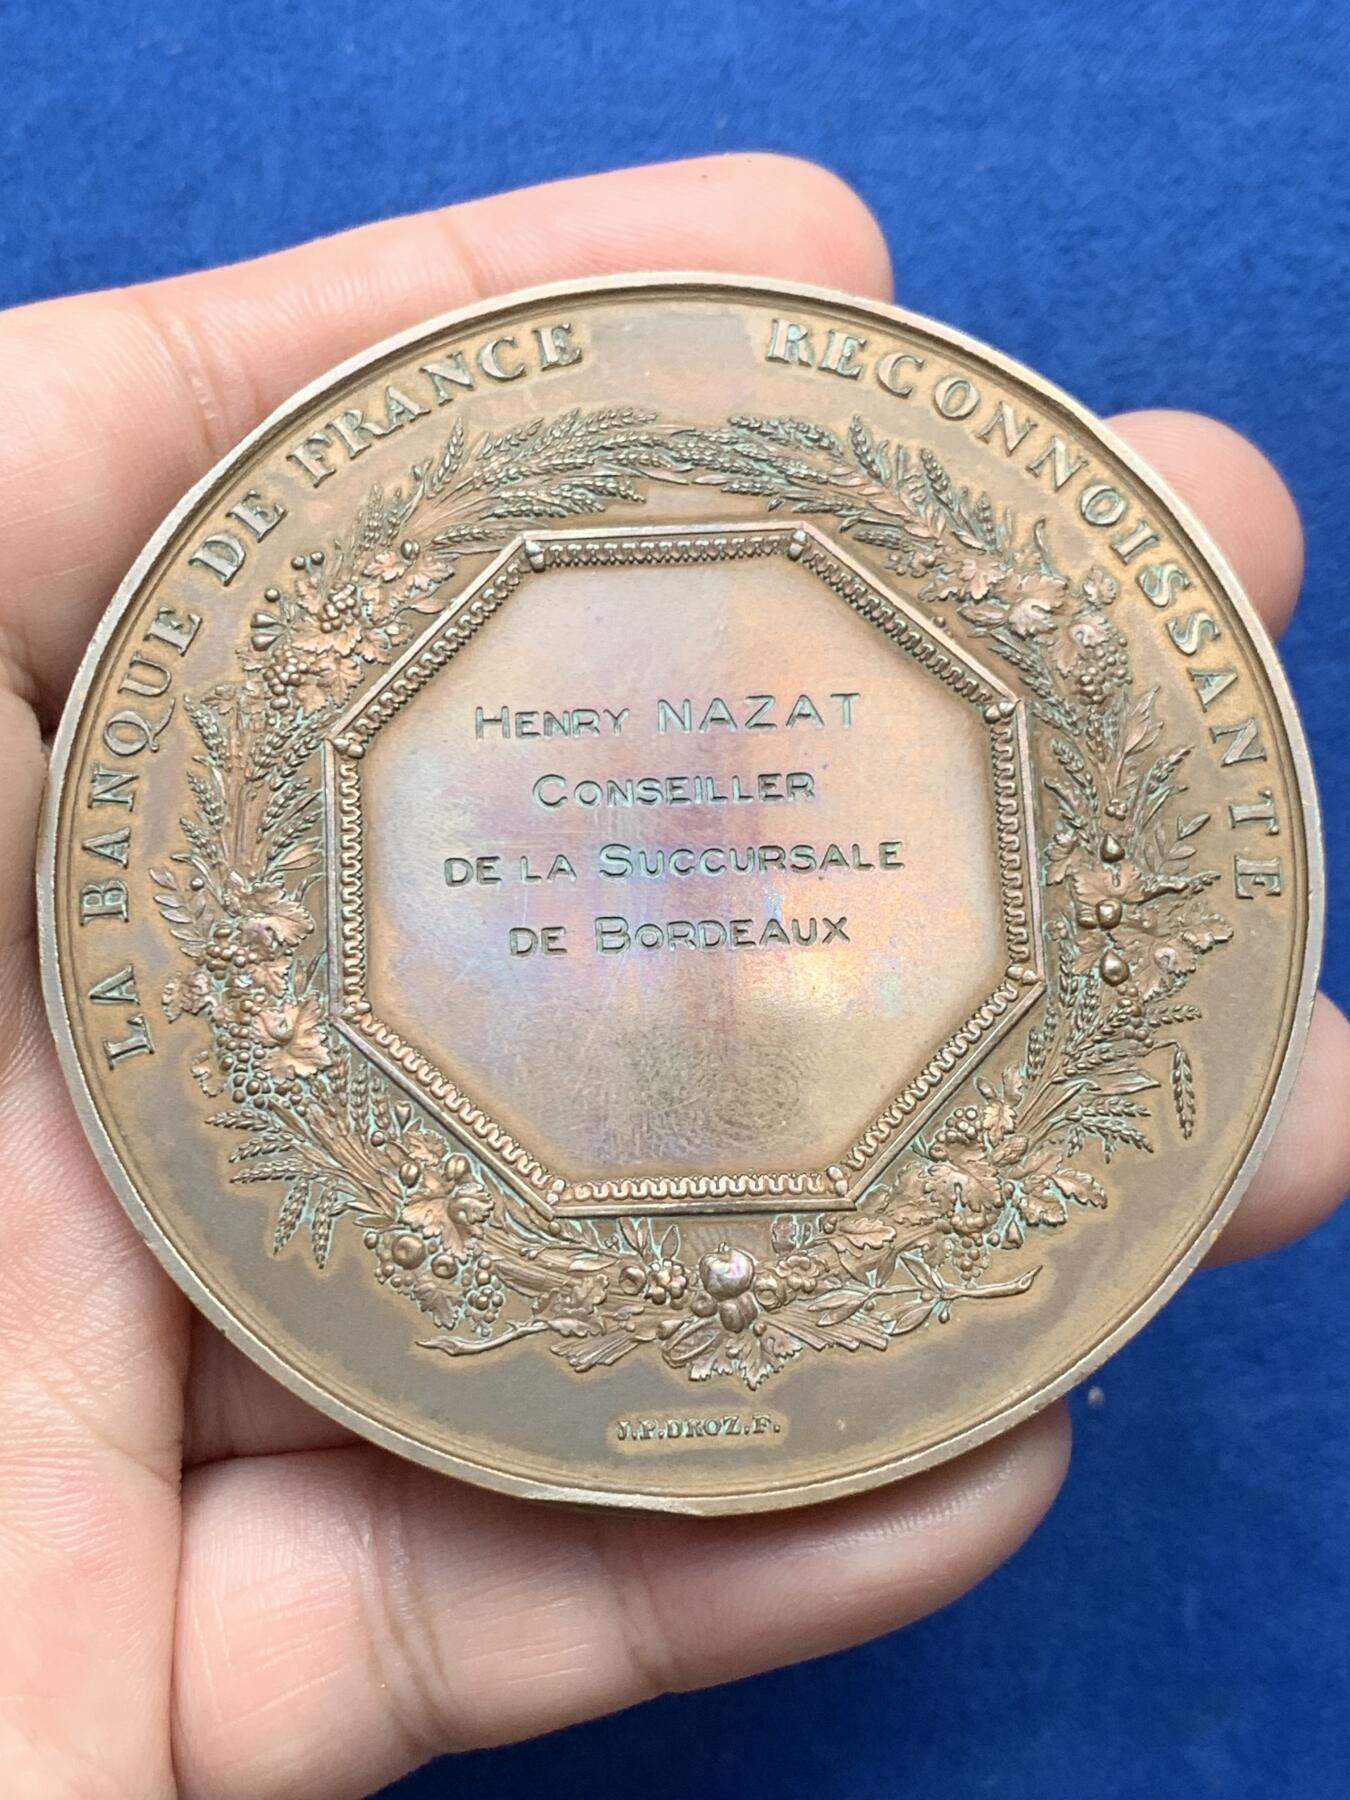 LA BANQUE DE FRANCE RECONNOISSANTE
HENRY NAZAT
CONSEILLER
DE LA SUCCURSALE
DE BORDEAUX
J.P.DROZ.F.